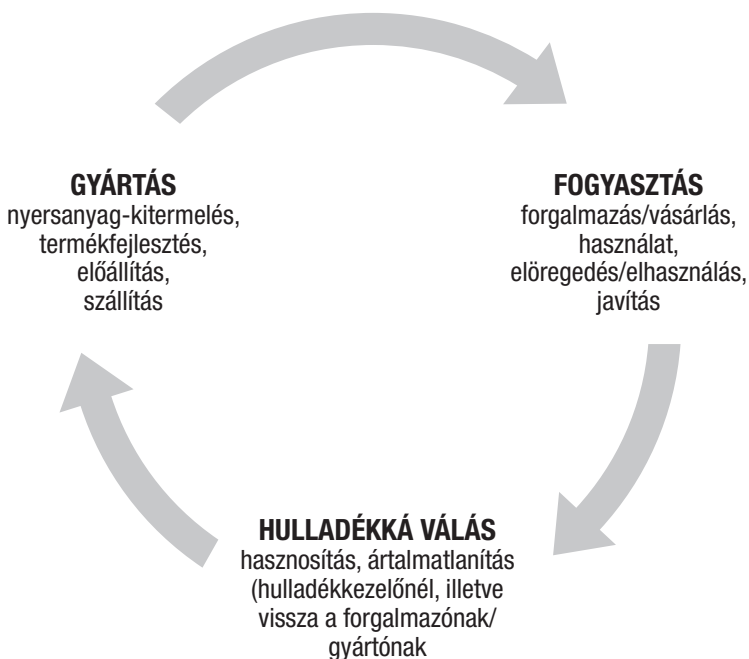 GYÁRTÁS
nyersanyag-kitermelés,
termékfejlesztés,
előállítás,
szállítás
FOGYASZTÁS
forgalmazás/vásárlás,
használat,
elöregedés/elhasználás,
javítás
HULLADÉKKÁ VÁLÁS
hasznosítás, ártalmatlanítás
(hulladékkezelőnél, illetve
vissza a forgalmazónak/
gyártónak